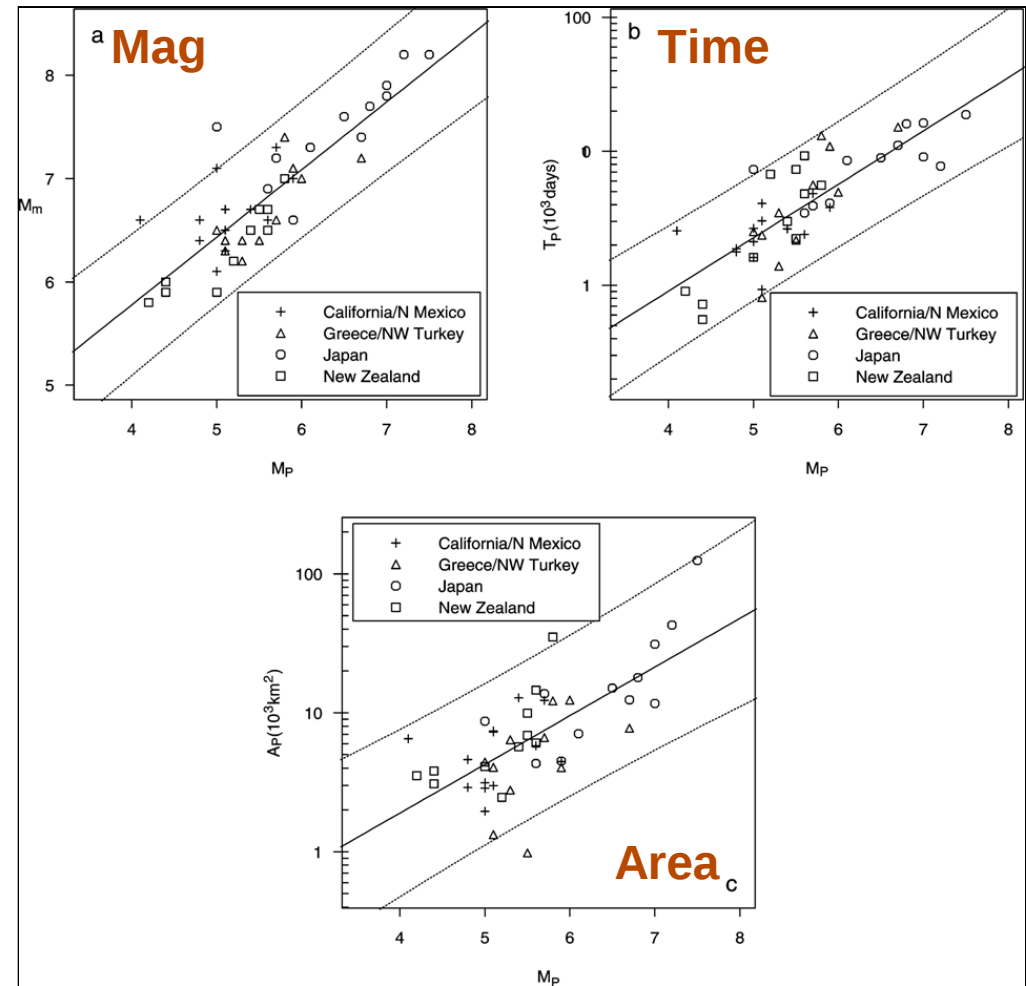 a Mag
8
7
Mm
6
5
California/N Mexico
Greece/NW Turkey
Japan
New Zealand
4 5 6 7 8
MP
b Time
100
0
1
TP(10³days)
California/N Mexico
Greece/NW Turkey
Japan
New Zealand
4 5 6 7 8
MP
California/N Mexico
Greece/NW Turkey
Japan
New Zealand
100
10
1
AP(10³km²)
Area c
4 5 6 7 8
MP